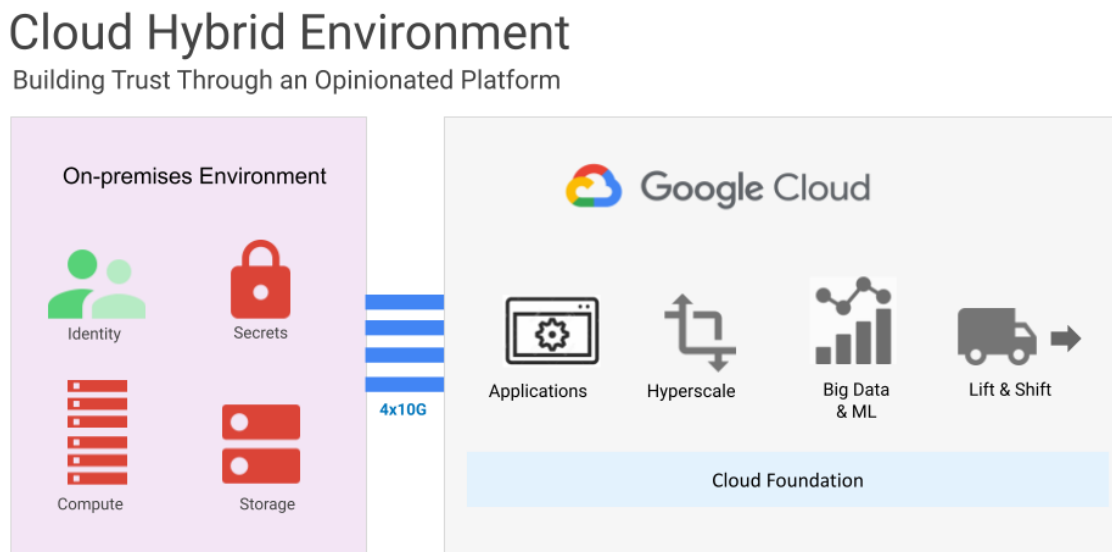 Cloud Hybrid Environment
Building Trust Through an Opinionated Platform
On-premises Environment
Identity
Secrets
Compute
Storage
4x10G
Google Cloud
Applications
Hyperscale
Big Data
& ML
Lift & Shift
Cloud Foundation